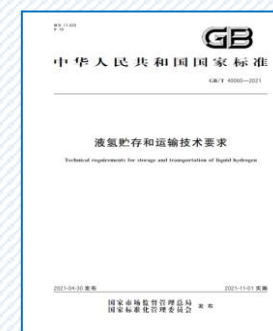 GB
中华人民共和国国家标准
GB/T 40060—2021
液氢贮存和运输技术要求
Technical requirements for storage and transportation of liquid hydrogen
2021-04-30 发布
2021-11-01 实施
国家市场监督管理总局
国家标准化管理委员会
发布